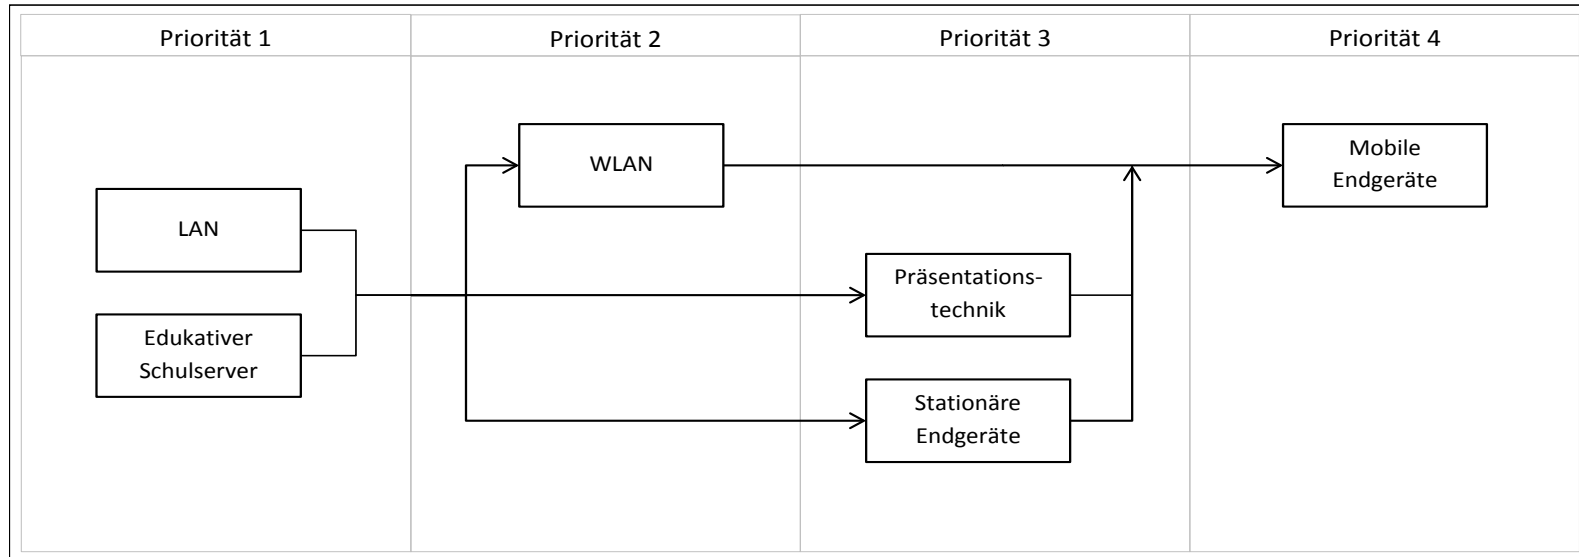 Priorität 1
Priorität 2
Priorität 3
Priorität 4
LAN
Edukativer
Schulserver
WLAN
Präsentations-
technik
Stationäre
Endgeräte
Mobile
Endgeräte